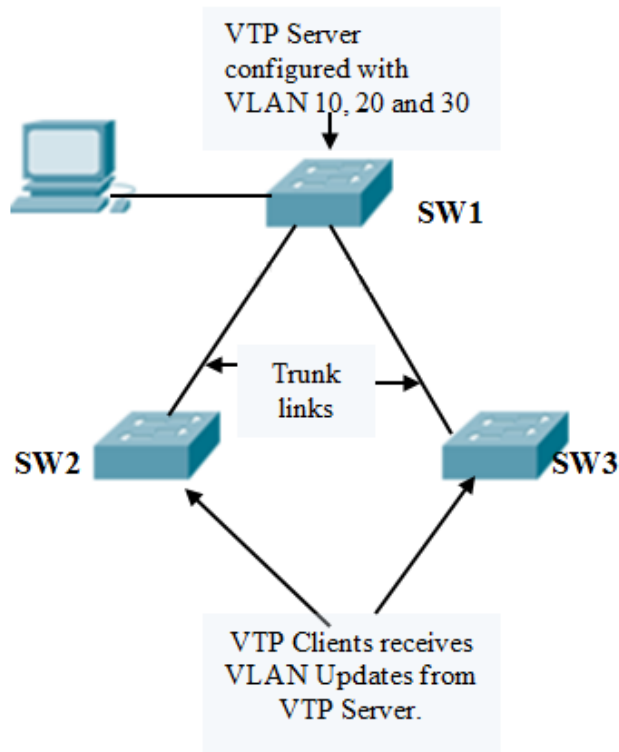 VTP Server
configured with
VLAN 10, 20 and 30
SW1
Trunk
links
SW2
SW3
VTP Clients receives
VLAN Updates from
VTP Server.